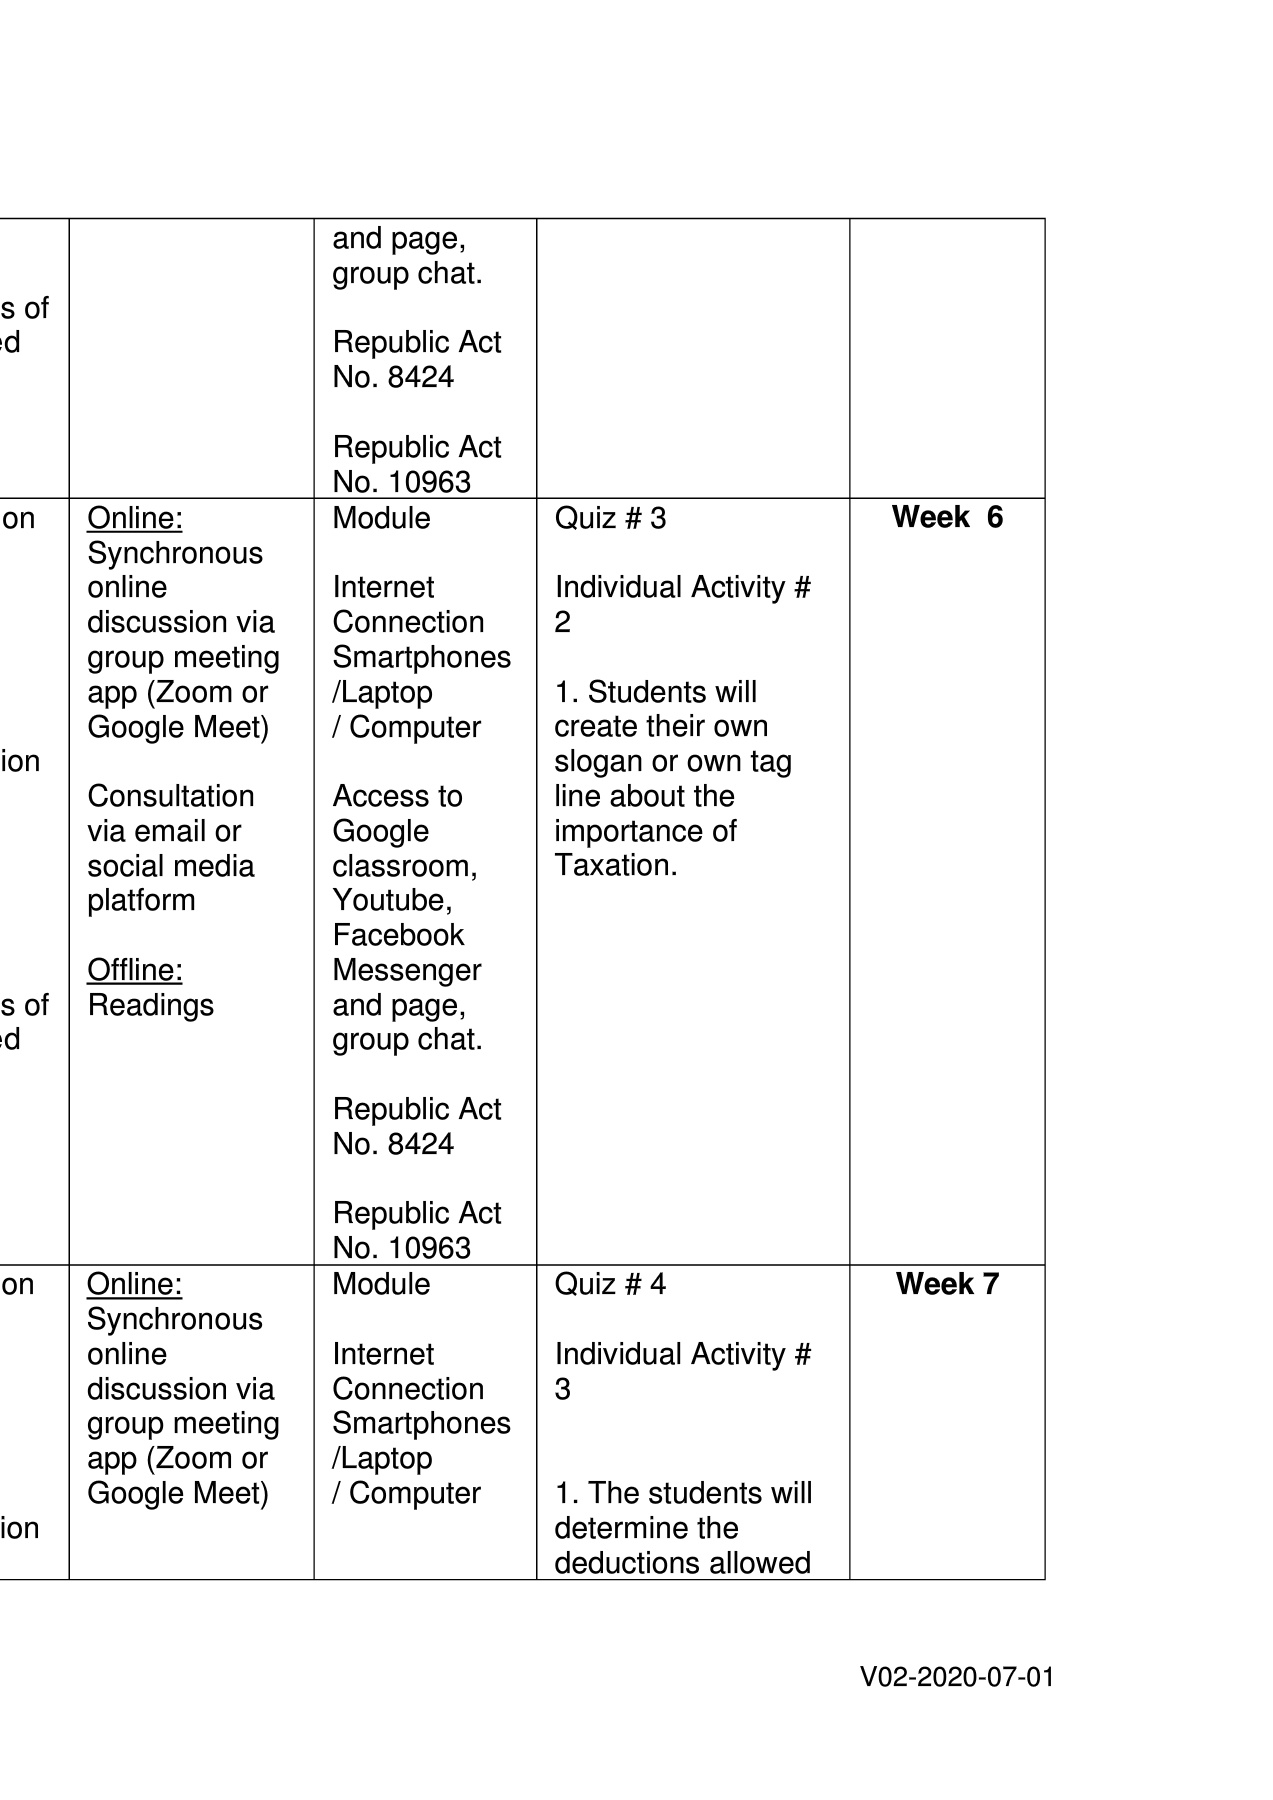 and page,
group chat.
s of
ed
Republic Act
No. 8424
Republic Act
No. 10963
on
ion
s of
ed
Online:
Synchronous
online
discussion via
group meeting
app (Zoom or
Google Meet)
Consultation
via email or
social media
platform
Offline:
Readings
Module
Internet
Connection
Smartphones
/Laptop
/ Computer
Access to
Google
classroom,
Youtube,
Facebook
Messenger
and page,
group chat.
Republic Act
No. 8424
Republic Act
No. 10963
Quiz # 3
Individual Activity #
2
1. Students will
create their own
slogan or own tag
line about the
importance of
Taxation.
Week  6
on
ion
Online:
Synchronous
online
discussion via
group meeting
app (Zoom or
Google Meet)
Module
Internet
Connection
Smartphones
/Laptop
/ Computer
Quiz # 4
Individual Activity #
3
1. The students will
determine the
deductions allowed
Week 7
V02-2020-07-01